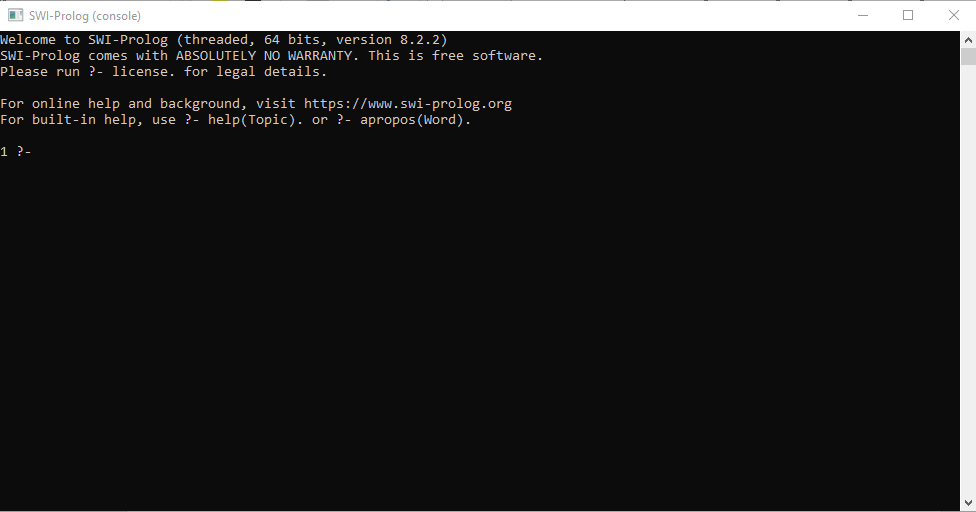 SWI-Prolog (console)
Welcome to SWI-Prolog (threaded, 64 bits, version 8.2.2)
SWI-Prolog comes with ABSOLUTELY NO WARRANTY. This is free software.
Please run ?- license. for legal details.
For online help and background, visit https://www.swi-prolog.org
For built-in help, use ?- help(Topic). or ?- apropos(Word).
1 ?-